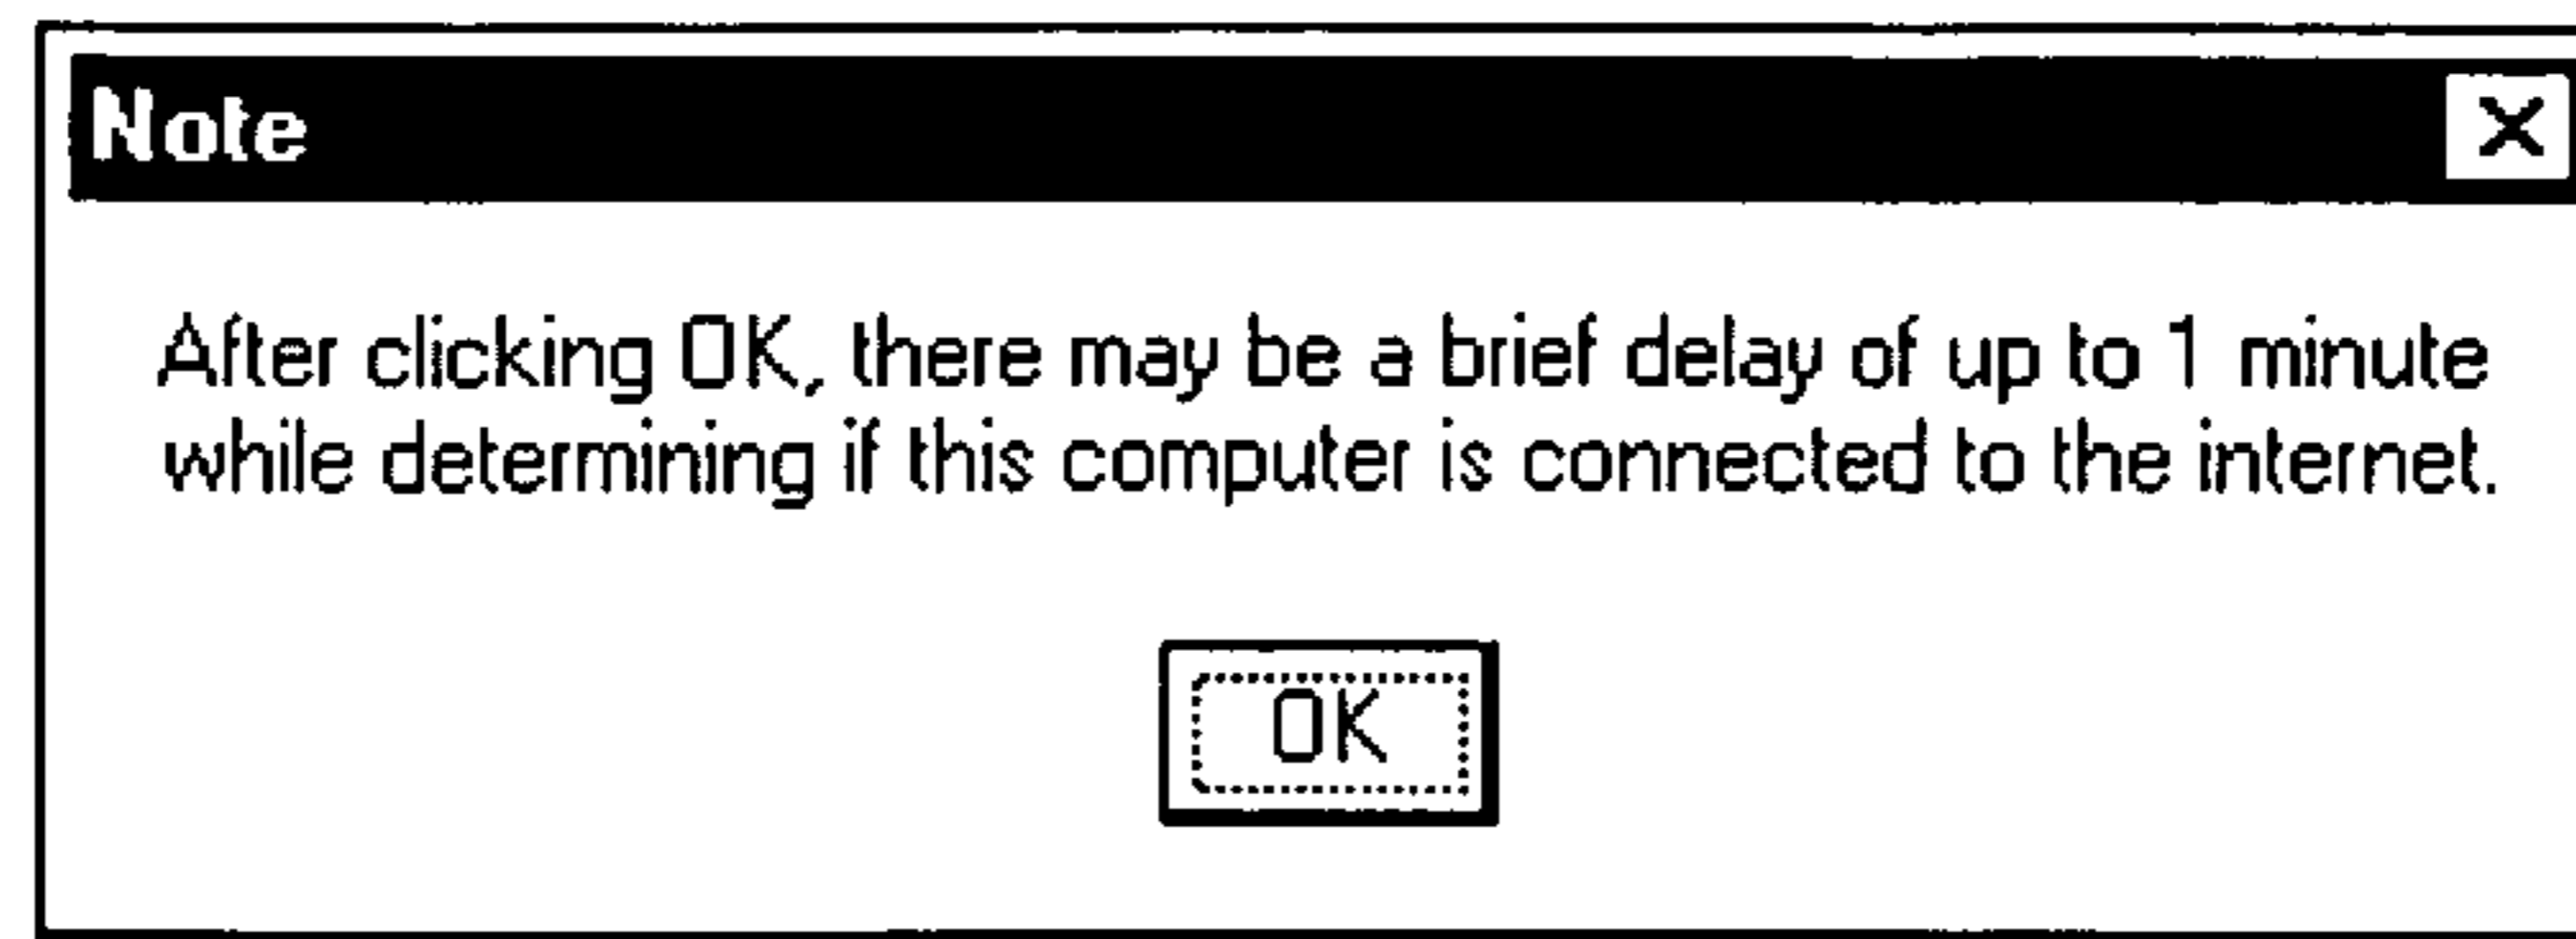 Note
After clicking OK, there may be a brief delay of up to 1 minute
while determining if this computer is connected to the internet.
OK